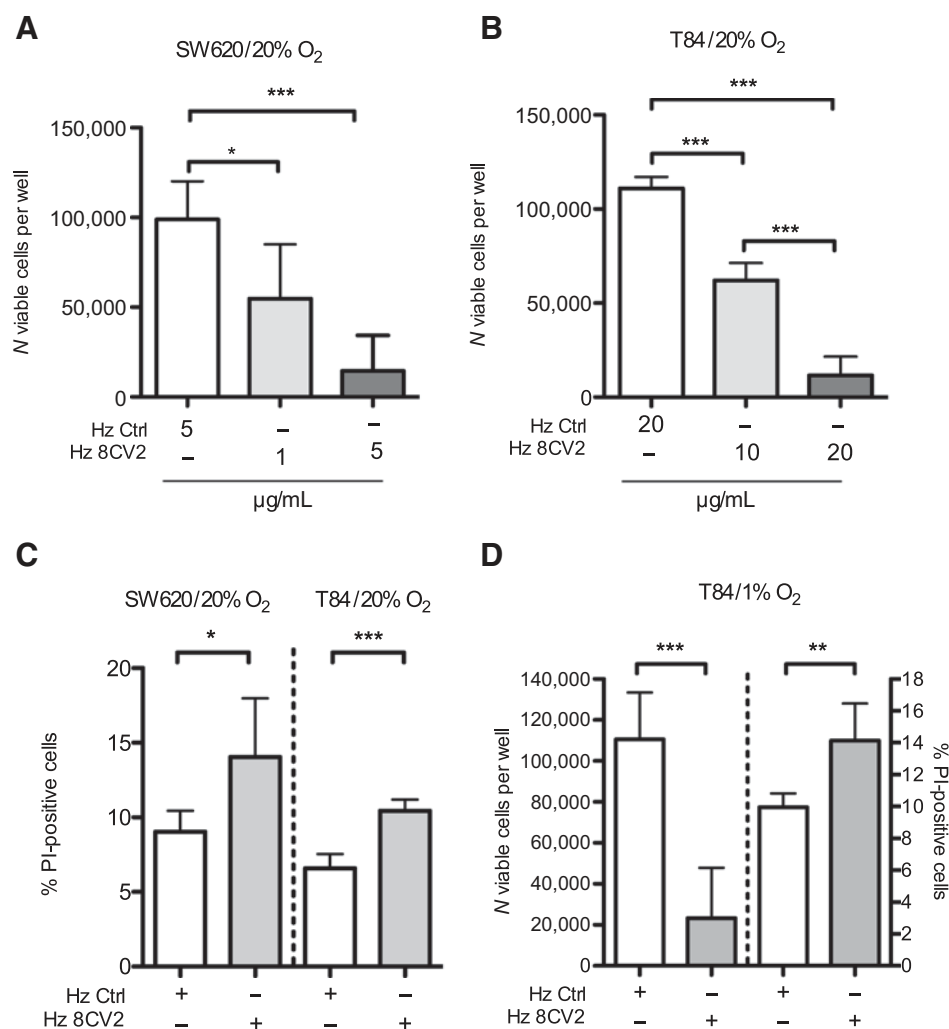 A
SW620/20% O2
***
*
150,000
100,000
50,000
0
N viable cells per well
Hz Ctrl 5 – –
Hz 8CV2 – 1 5
µg/mL
B
T84/20% O2
***
***
***
150,000
100,000
50,000
0
N viable cells per well
Hz Ctrl 20 – –
Hz 8CV2 – 10 20
µg/mL
C
SW620/20% O2 T84/20% O2
* ***
20
15
10
5
0
% PI-positive cells
Hz Ctrl + – + –
Hz 8CV2 – + – +
D
T84/1% O2
*** **
140,000 18
120,000 16
100,000 14
80,000 12
60,000 10
40,000 8
20,000 6
0 4
2
0
N viable cells per well
% PI-positive cells
Hz Ctrl + – + –
Hz 8CV2 – + – +